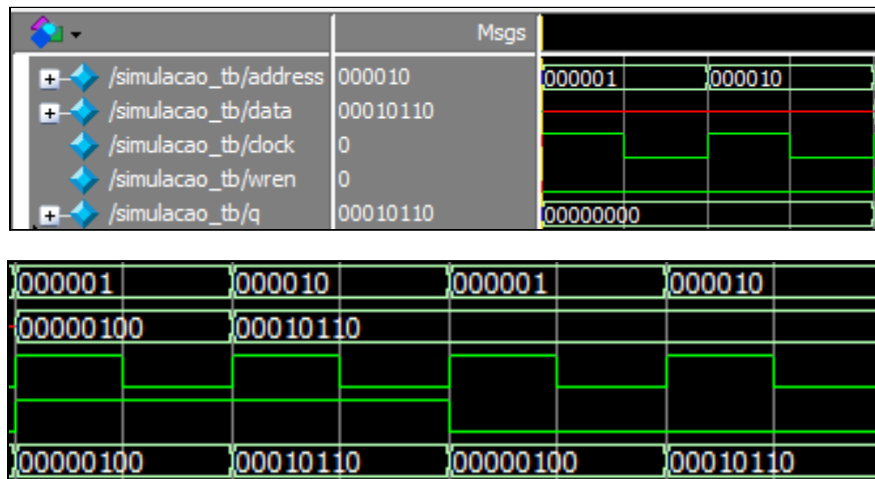 Msgs
/simulacao_tb/address 000010 000001 000010
/simulacao_tb/data 00010110
/simulacao_tb/clock 0
/simulacao_tb/wren 0
/simulacao_tb/q 00010110 00000000
000001 000010 000001 000010
00000100 00010110
00000100 00010110 00000100 00010110